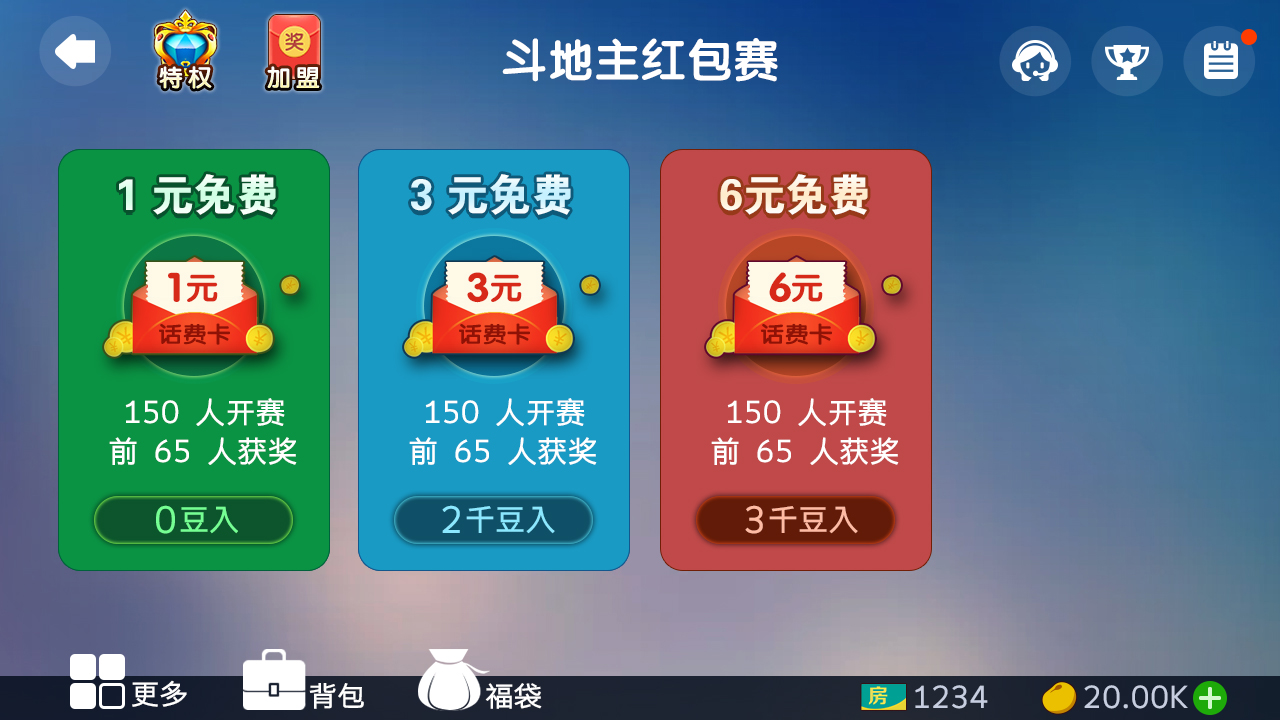 特权
加盟
奖
斗地主红包赛
1 元免费
1元
话费卡
150 人开赛
前 65 人获奖
0豆入
3 元免费
3元
话费卡
150 人开赛
前 65 人获奖
2千豆入
6元免费
6元
话费卡
150 人开赛
前 65 人获奖
3千豆入
更多
背包
福袋
房
1234
20.00K